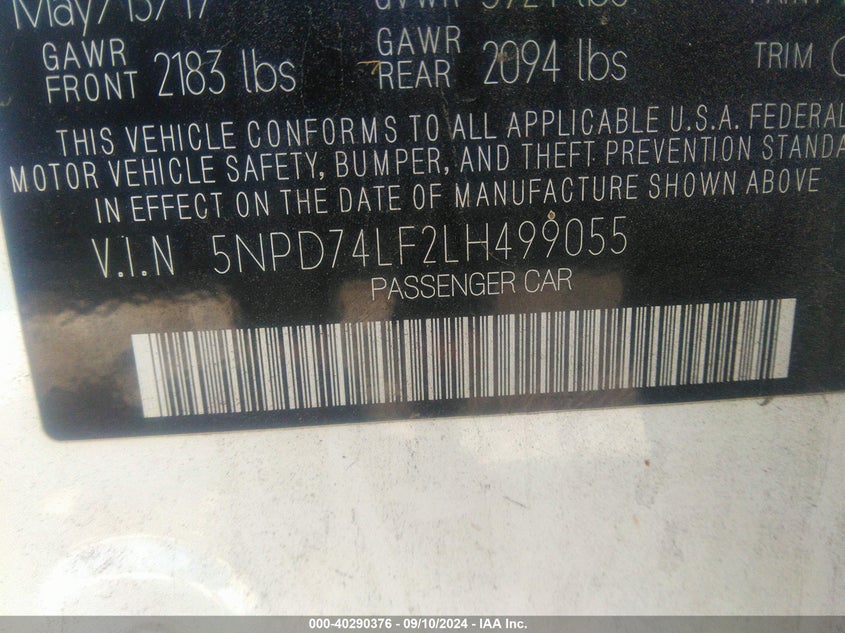 GAWR FRONT 2183 lbs GAWR REAR 2094 lbs TRIM
THIS VEHICLE CONFORMS TO ALL APPLICABLE U.S.A. FEDERAL
MOTOR VEHICLE SAFETY, BUMPER, AND THEFT PREVENTION STANDA
IN EFFECT ON THE DATE OF MANUFACTURE SHOWN ABOVE
V.I.N 5NPD74LF2LH499055
PASSENGER CAR
000-40290376 - 09/10/2024 - IAA Inc.